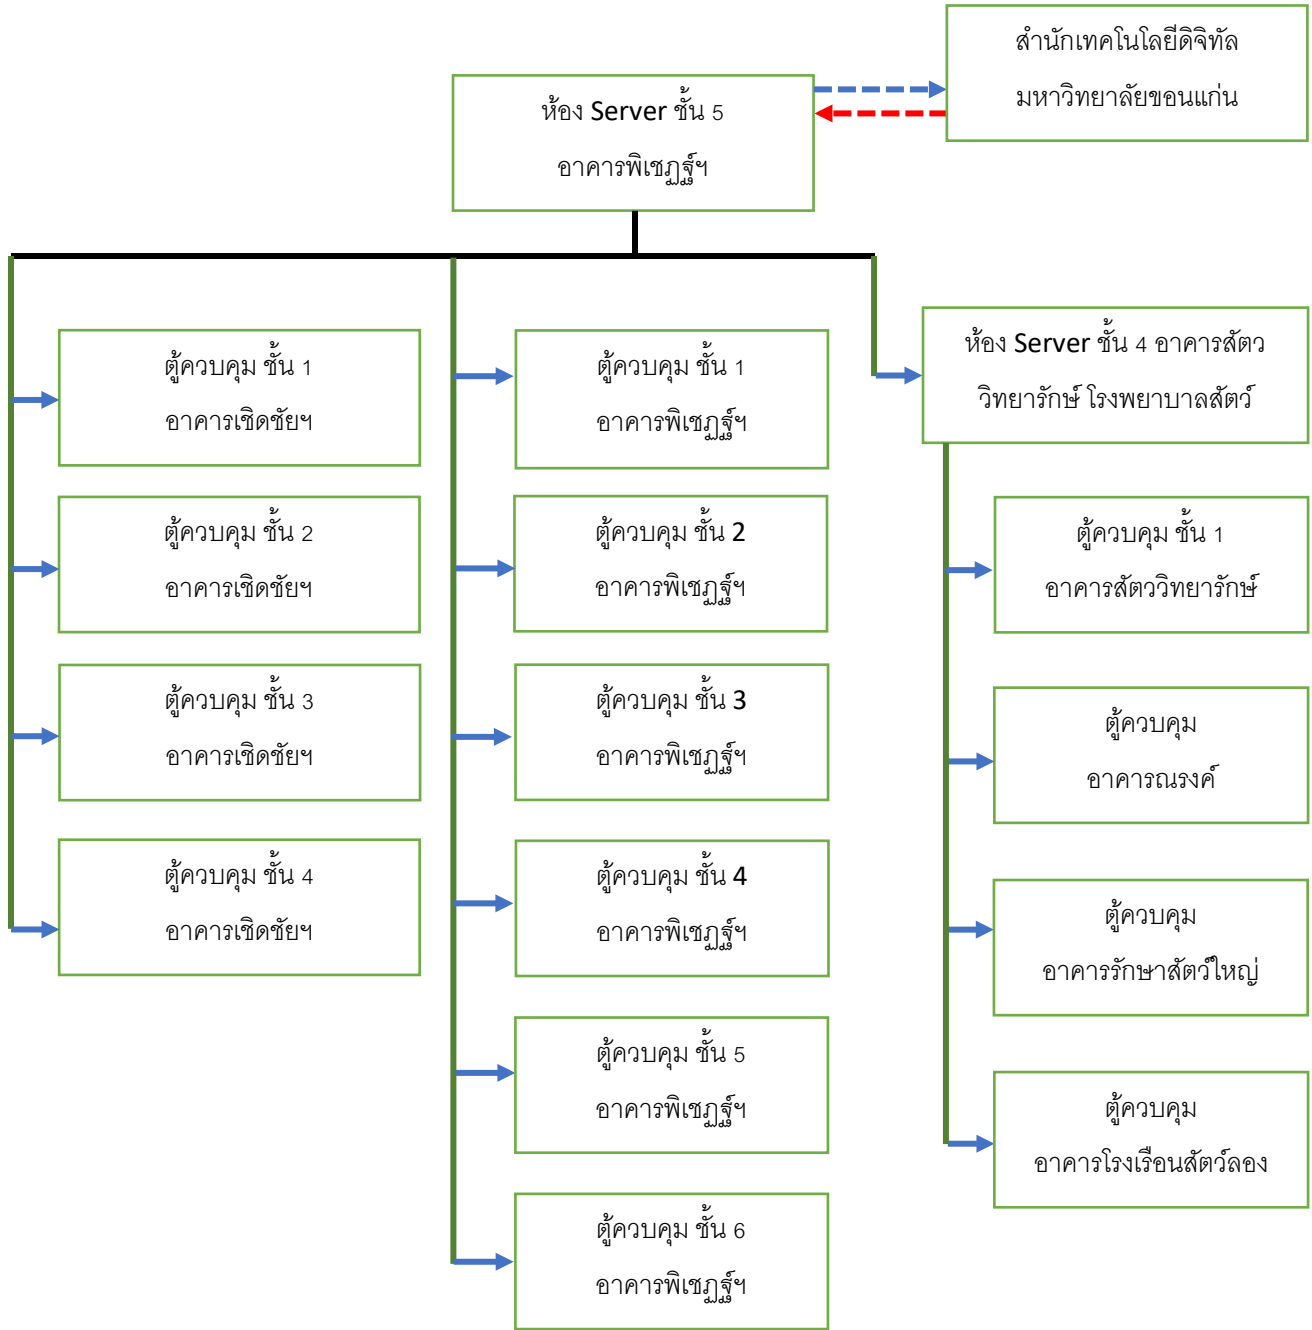 สำนักเทคโนโลยีดิจิทัล
มหาวิทยาลัยขอนแก่น
ห้อง Server ชั้น 5
อาคารพิเชฏฐ์ฯ
ตู้ควบคุม ชั้น 1
อาคารเชิดชัยฯ
ตู้ควบคุม ชั้น 2
อาคารเชิดชัยฯ
ตู้ควบคุม ชั้น 3
อาคารเชิดชัยฯ
ตู้ควบคุม ชั้น 4
อาคารเชิดชัยฯ
ตู้ควบคุม ชั้น 1
อาคารพิเชฏฐ์ฯ
ตู้ควบคุม ชั้น 2
อาคารพิเชฏฐ์ฯ
ตู้ควบคุม ชั้น 3
อาคารพิเชฏฐ์ฯ
ตู้ควบคุม ชั้น 4
อาคารพิเชฏฐ์ฯ
ตู้ควบคุม ชั้น 5
อาคารพิเชฏฐ์ฯ
ตู้ควบคุม ชั้น 6
อาคารพิเชฏฐ์ฯ
ห้อง Server ชั้น 4 อาคารสัตว
วิทยารักษ์ โรงพยาบาลสัตว์
ตู้ควบคุม ชั้น 1
อาคารสัตววิทยารักษ์
ตู้ควบคุม
อาคารณรงค์
ตู้ควบคุม
อาคารรักษาสัตว์ใหญ่
ตู้ควบคุม
อาคารโรงเรือนสัตว์ลอง